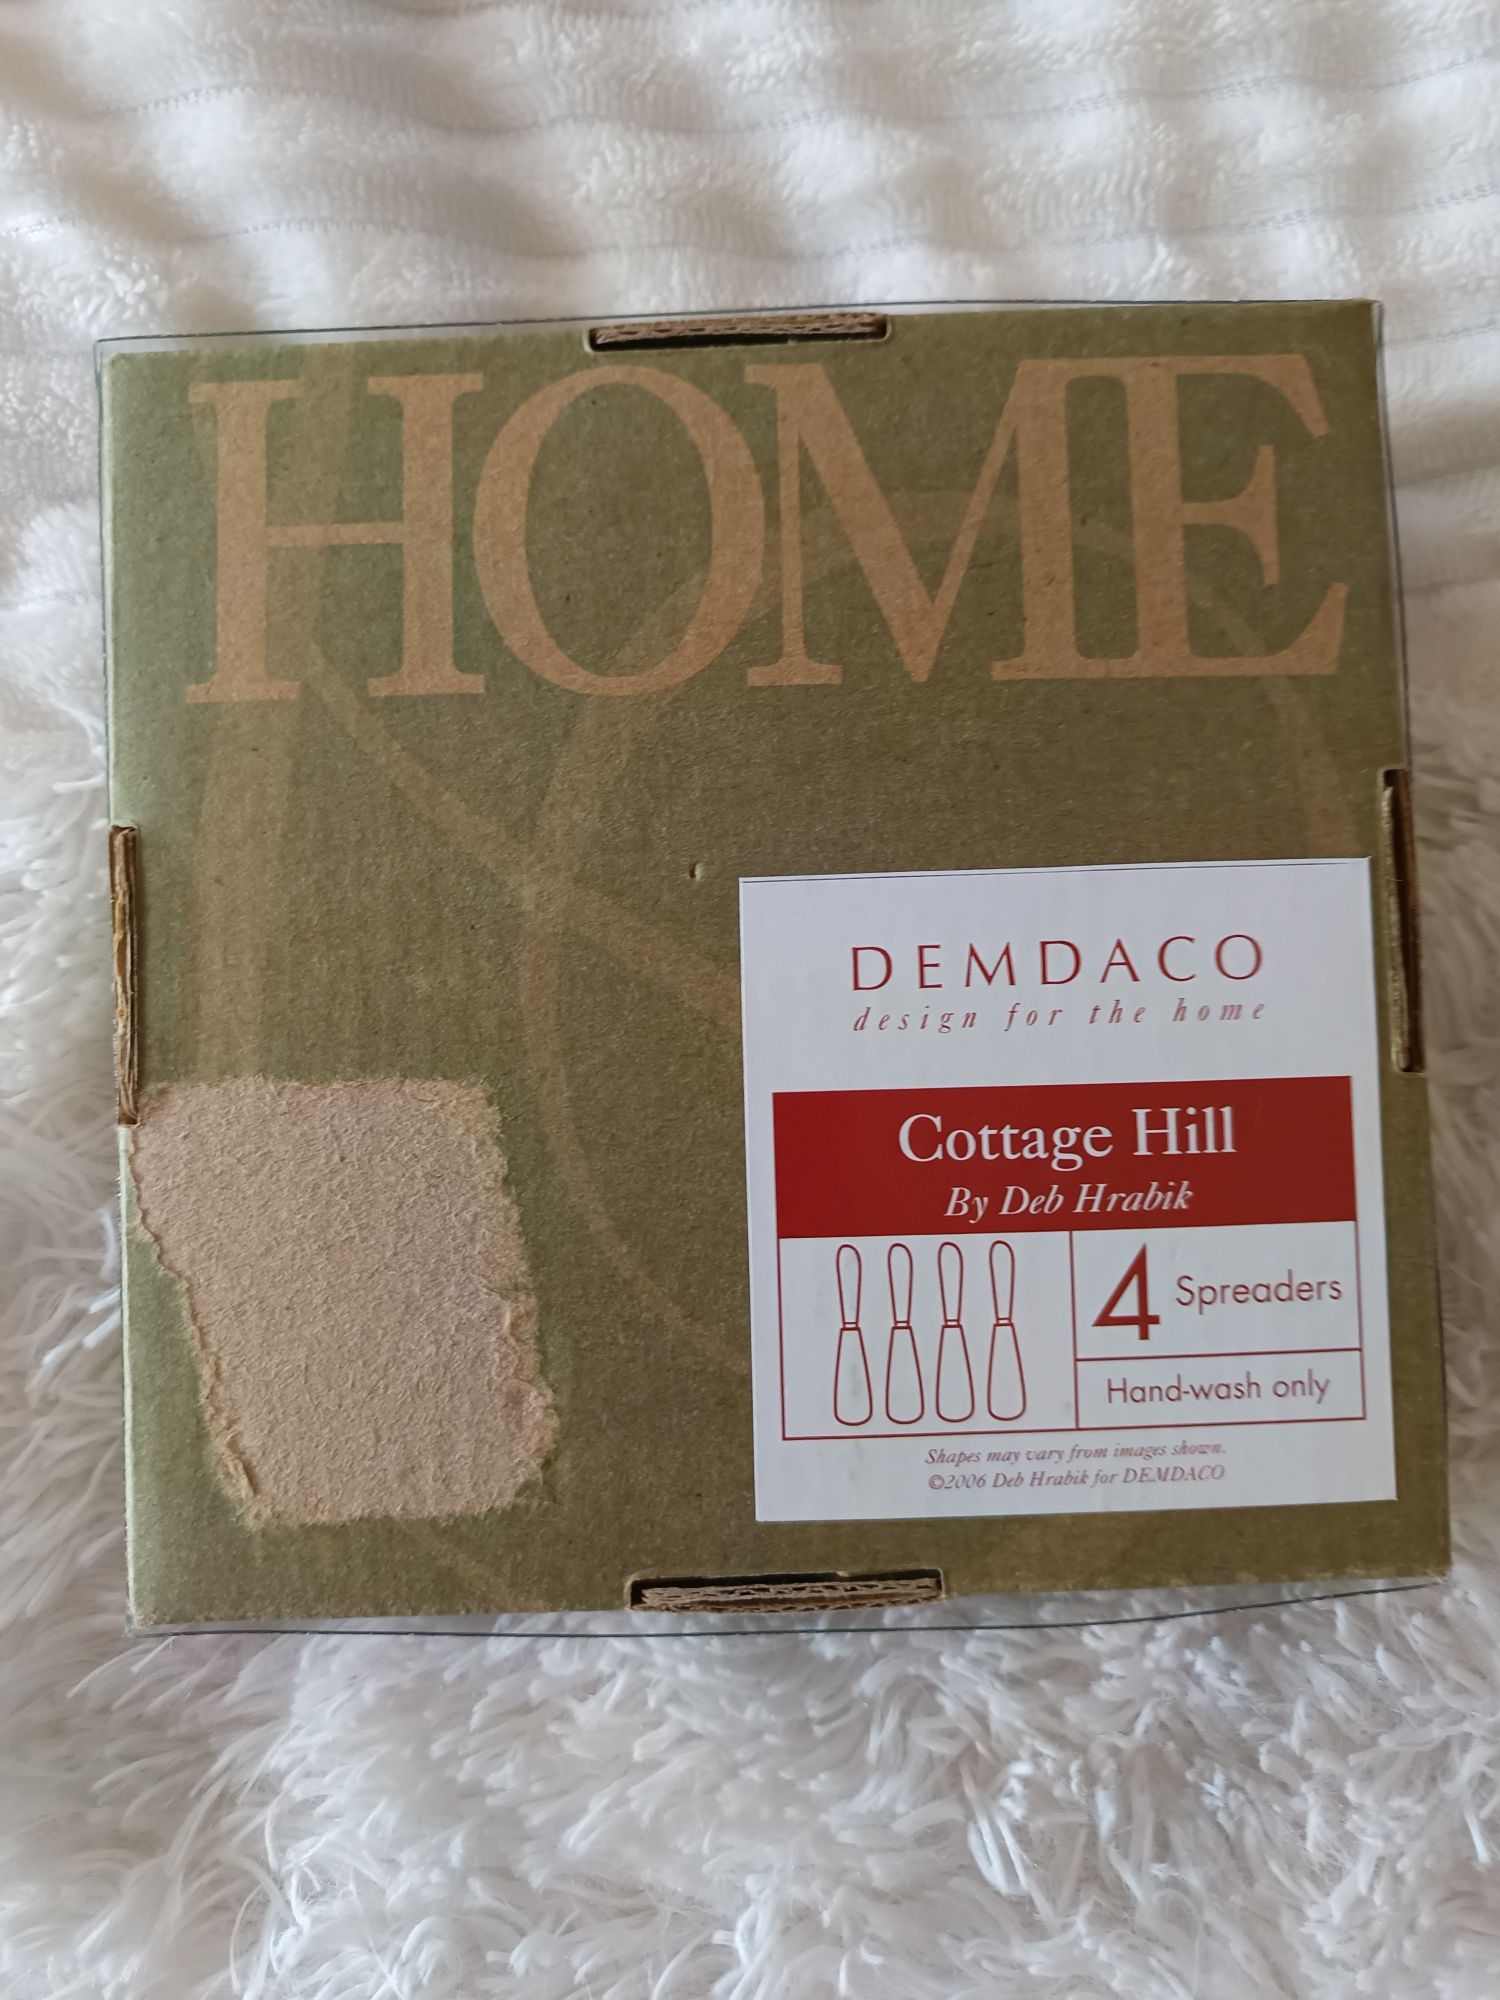 HOME
DEMDACO
design for the home
Cottage Hill
By Deb Hrabik
4 Spreaders
Hand-wash only
Shapes may vary from images shown.
©2006 Deb Hrabik for DEMDACO